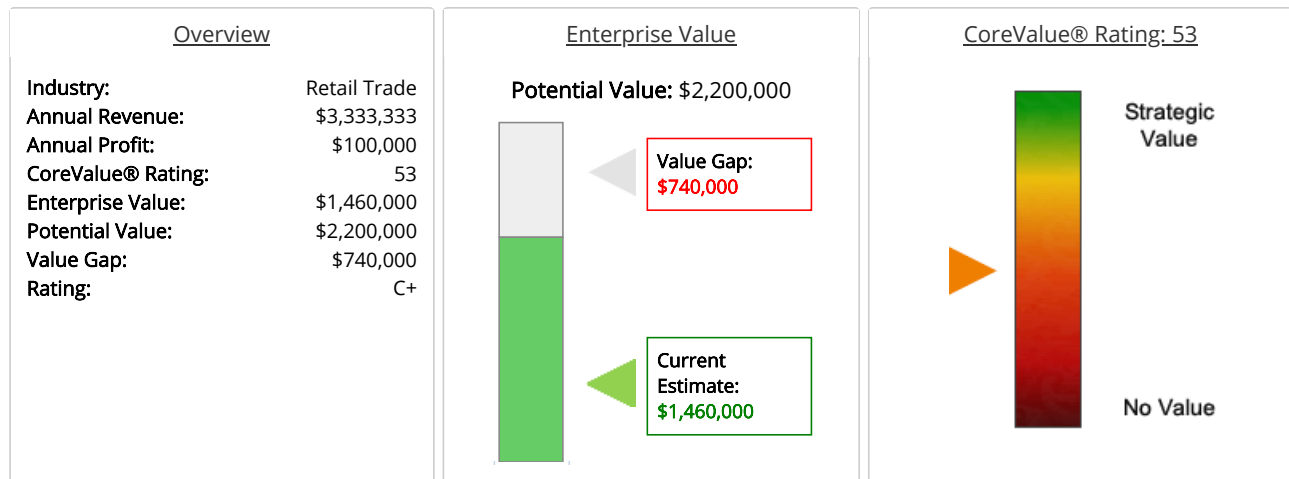 Overview
Industry: Retail Trade
Annual Revenue: $3,333,333
Annual Profit: $100,000
CoreValue® Rating: 53
Enterprise Value: $1,460,000
Potential Value: $2,200,000
Value Gap: $740,000
Rating: C+
Enterprise Value
Potential Value: $2,200,000
Value Gap:
$740,000
Current
Estimate:
$1,460,000
CoreValue® Rating: 53
Strategic
Value
No Value